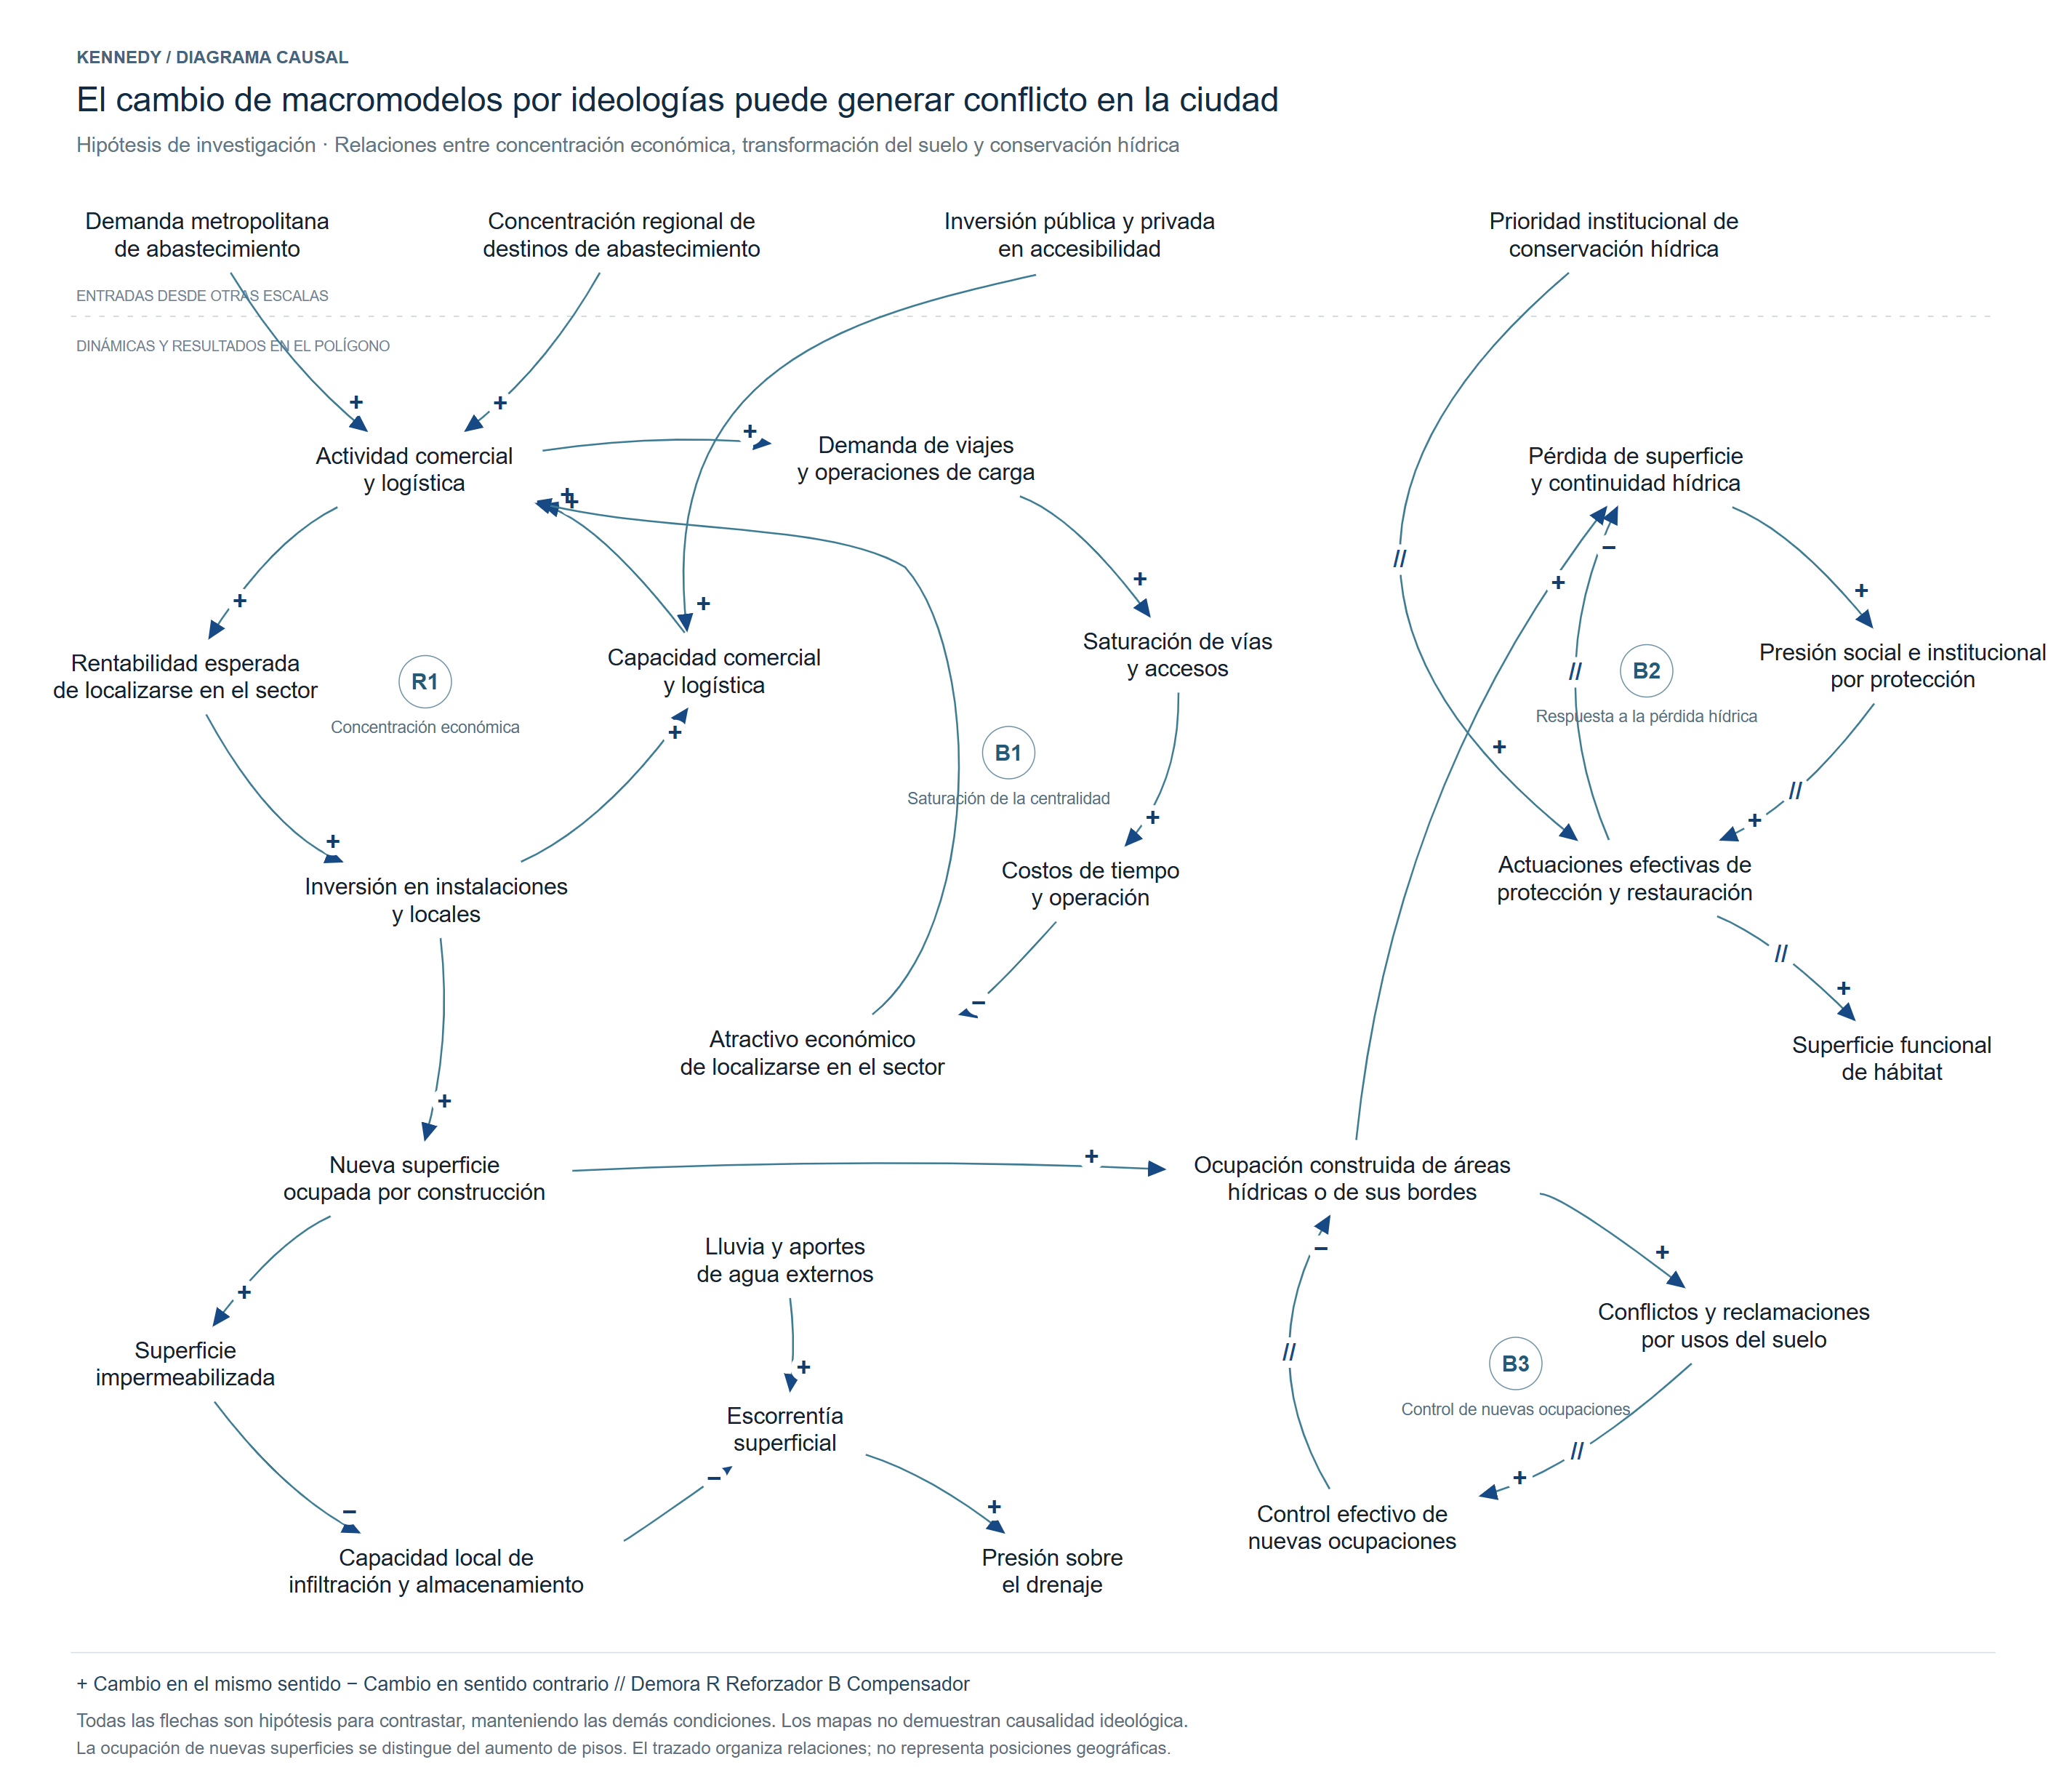 KENNEDY / DIAGRAMA CAUSAL
El cambio de macromodelos por ideologías puede generar conflicto en la ciudad
Hipótesis de investigación · Relaciones entre concentración económica, transformación del suelo y conservación hídrica
Demanda metropolitana
de abastecimiento
Concentración regional de
destinos de abastecimiento
Inversión pública y privada
en accesibilidad
Prioridad institucional de
conservación hídrica
ENTRADAS DESDE OTRAS ESCALAS
DINÁMICAS Y RESULTADOS EN EL POLÍGONO
+
+
+
Actividad comercial
y logística
Demanda de viajes
y operaciones de carga
Pérdida de superficie
y continuidad hídrica
+
+
//
−
+
+
+
+
+
Rentabilidad esperada
de localizarse en el sector
R1
Concentración económica
Capacidad comercial
y logística
Saturación de vías
y accesos
//
B2
Respuesta a la pérdida hídrica
Presión social e institucional
por protección
+
B1
Saturación de la centralidad
+
//
+
+
+
Inversión en instalaciones
y locales
Costos de tiempo
y operación
Actuaciones efectivas de
protección y restauración
//
−
+
Atractivo económico
de localizarse en el sector
Superficie funcional
de hábitat
+
+
Nueva superficie
ocupada por construcción
Ocupación construida de áreas
hídricas o de sus bordes
Lluvia y aportes
de agua externos
−
+
+
Superficie
impermeabilizada
+
//
Conflictos y reclamaciones
por usos del suelo
B3
Control de nuevas ocupaciones
Escorrentía
superficial
//
−
+
−
+
Capacidad local de
infiltración y almacenamiento
Presión sobre
el drenaje
Control efectivo de
nuevas ocupaciones
+ Cambio en el mismo sentido − Cambio en sentido contrario // Demora R Reforzador B Compensador
Todas las flechas son hipótesis para contrastar, manteniendo las demás condiciones. Los mapas no demuestran causalidad ideológica.
La ocupación de nuevas superficies se distingue del aumento de pisos. El trazado organiza relaciones; no representa posiciones geográficas.